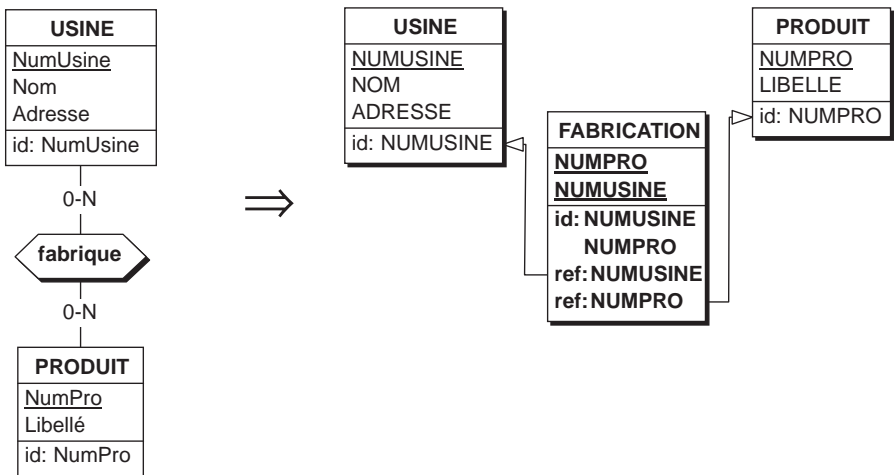 USINE
NumUsine
Nom
Adresse
id: NumUsine
0-N
fabrique
0-N
PRODUIT
NumPro
Libellé
id: NumPro
⇒
USINE
NUMUSINE
NOM
ADRESSE
id: NUMUSINE
FABRICATION
NUMPRO
NUMUSINE
id: NUMUSINE
NUMPRO
ref: NUMUSINE
ref: NUMPRO
PRODUIT
NUMPRO
LIBELLE
id: NUMPRO